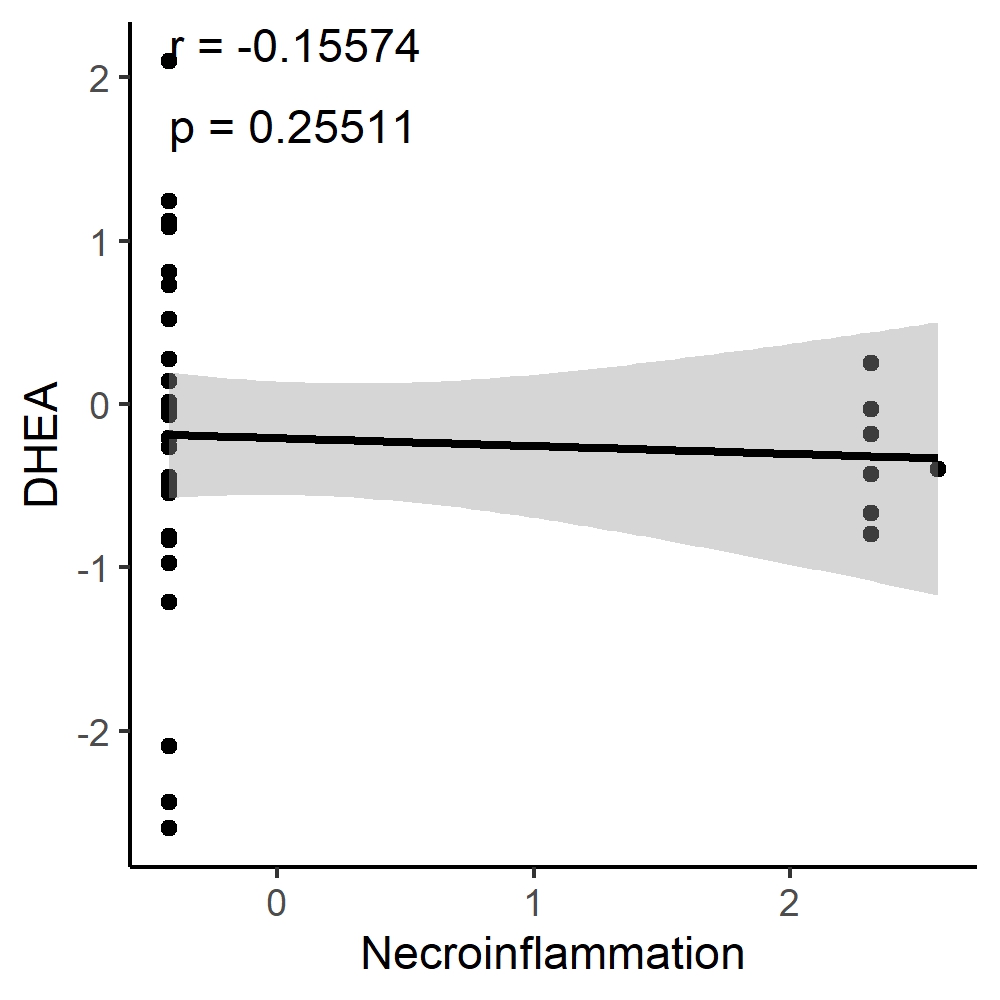 r = -0.15574
p = 0.25511
DHEA
2
1
0
-1
-2
0 1 2
Necroinflammation